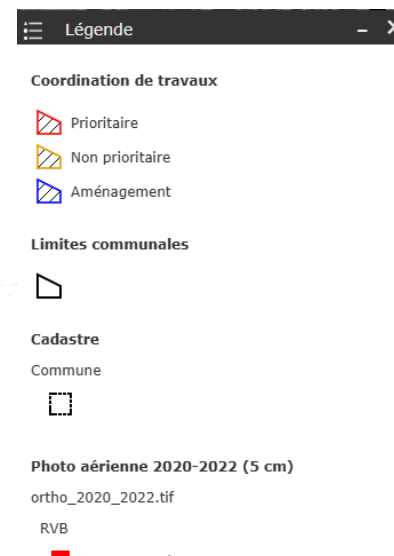 Légende
Coordination de travaux
Prioritaire
Non prioritaire
Aménagement
Limites communales
Cadastre
Commune
Photo aérienne 2020-2022 (5 cm)
ortho_2020_2022.tif
RVB